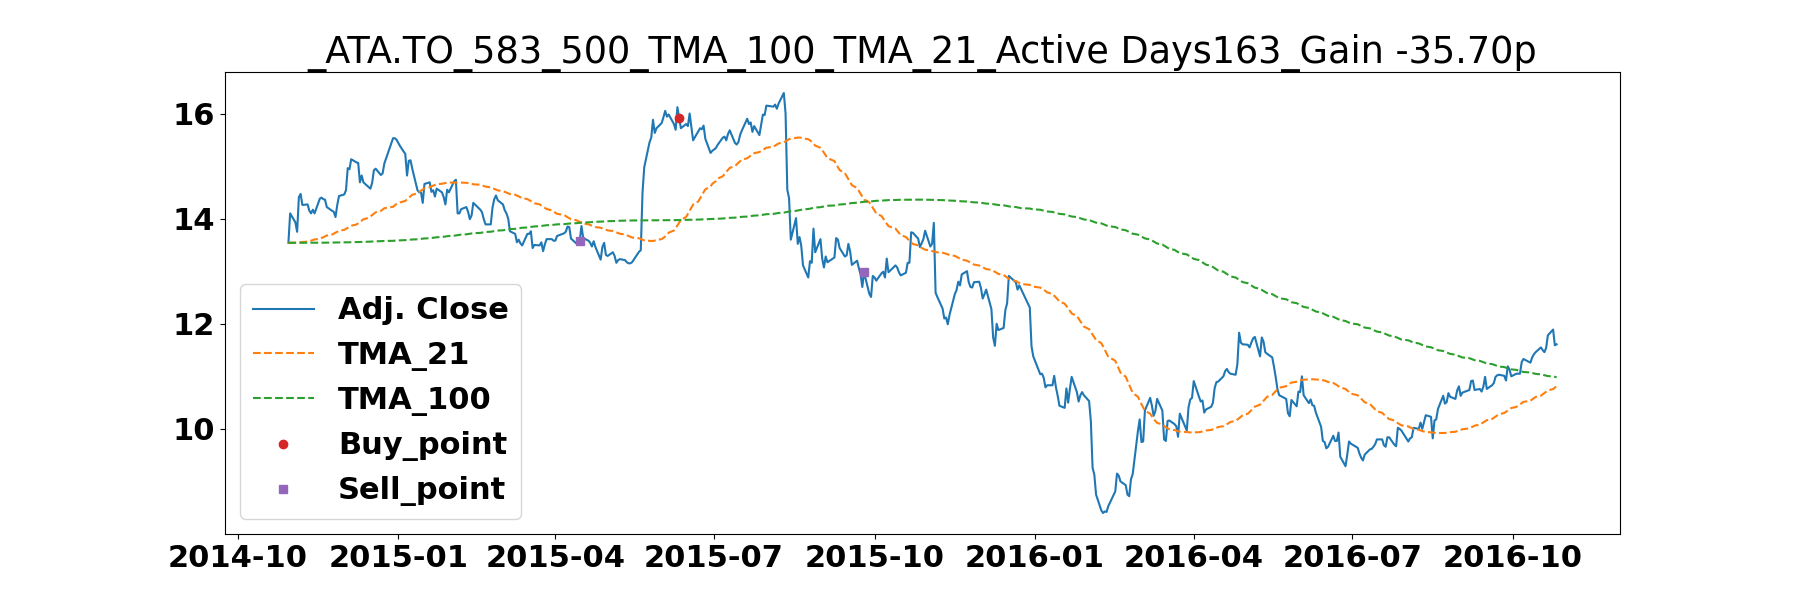 _ATA.TO_583_500_TMA_100_TMA_21_Active Days163_Gain -35.70p
16
14
12
10
Adj. Close
TMA_21
TMA_100
Buy_point
Sell_point
2014-10 2015-01 2015-04 2015-07 2015-10 2016-01 2016-04 2016-07 2016-10